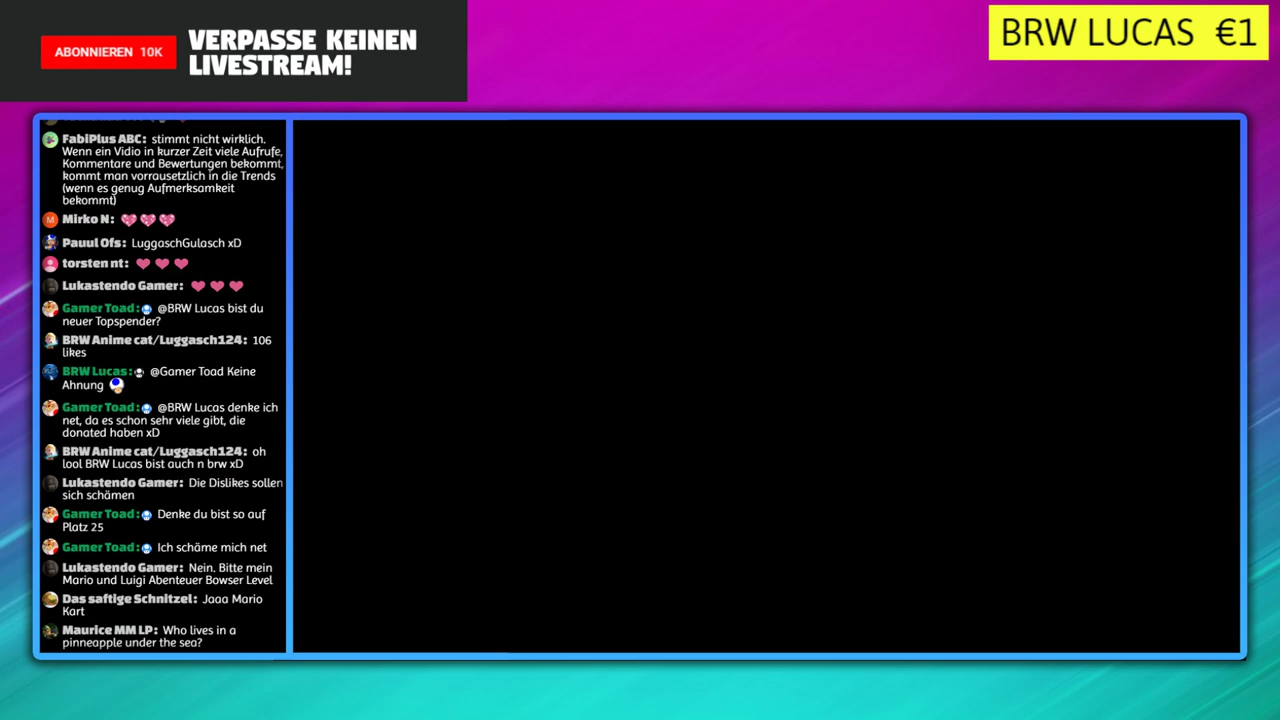 ABONNIEREN 10K
VERPASSE KEINEN
LIVESTREAM!
BRW LUCAS €1
FabiPlus ABC: stimmt nicht wirklich.
Wenn ein Vidio in kurzer Zeit viele Aufrufe,
Kommentare und Bewertungen bekommt,
kommt man vorrausetzlich in die Trends
(wenn es genug Aufmerksamkeit
bekommt)
M Mirko N:
Pauul Ofs: LuggaschGulasch xD
torsten nt:
Lukastendo Gamer:
Gamer Toad: @BRW Lucas bist du
neuer Topspender?
BRW Anime cat/Luggasch124: 106
likes
BRW Lucas: @Gamer Toad Keine
Ahnung
Gamer Toad: @BRW Lucas denke ich
net, da es schon sehr viele gibt, die
donated haben xD
BRW Anime cat/Luggasch124: oh
lool BRW Lucas bist auch n brw xD
Lukastendo Gamer: Die Dislikes sollen
sich schämen
Gamer Toad: Denke du bist so auf
Platz 25
Gamer Toad: Ich schäme mich net
Lukastendo Gamer: Nein. Bitte mein
Mario und Luigi Abenteuer Bowser Level
Das saftige Schnitzel: Jaaa Mario
Kart
Maurice MM LP: Who lives in a
pinneapple under the sea?